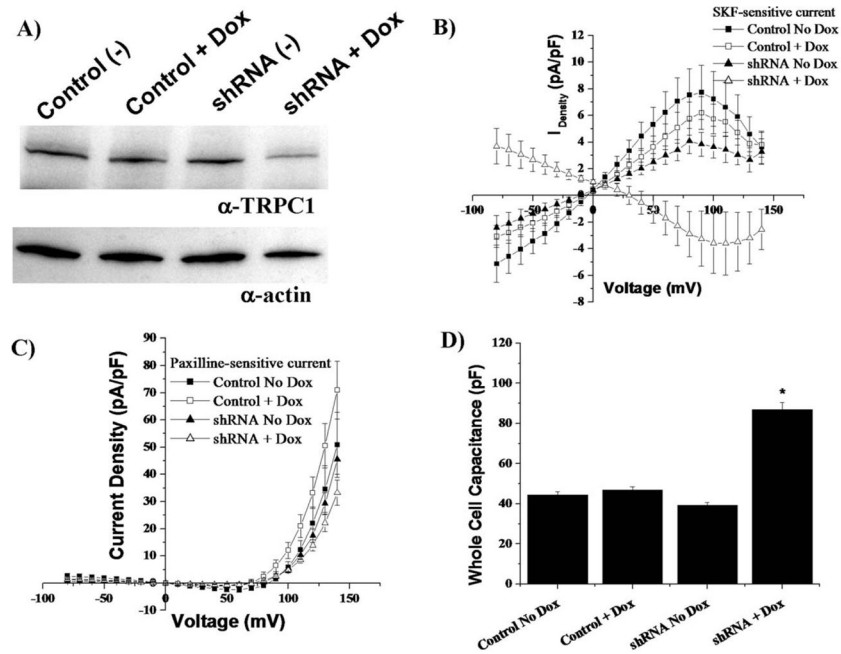 A)
Control (-)
Control + Dox
shRNA (-)
shRNA + Dox
α-TRPC1
α-actin
B)
SKF-sensitive current
Control No Dox
Control + Dox
shRNA No Dox
shRNA + Dox
I Density (pA/pF)
14
12
10
8
6
4
2
0
-2
-4
-6
-8
-100
-50
0
50
100
150
Voltage (mV)
C)
Paxilline-sensitive current
Control No Dox
Control + Dox
shRNA No Dox
shRNA + Dox
Current Density (pA/pF)
90
80
70
60
50
40
30
20
10
0
-10
-100
-50
0
50
100
150
Voltage (mV)
D)
Whole Cell Capacitance (pF)
120
100
80
60
40
20
0
*
Control No Dox
Control + Dox
shRNA No Dox
shRNA + Dox